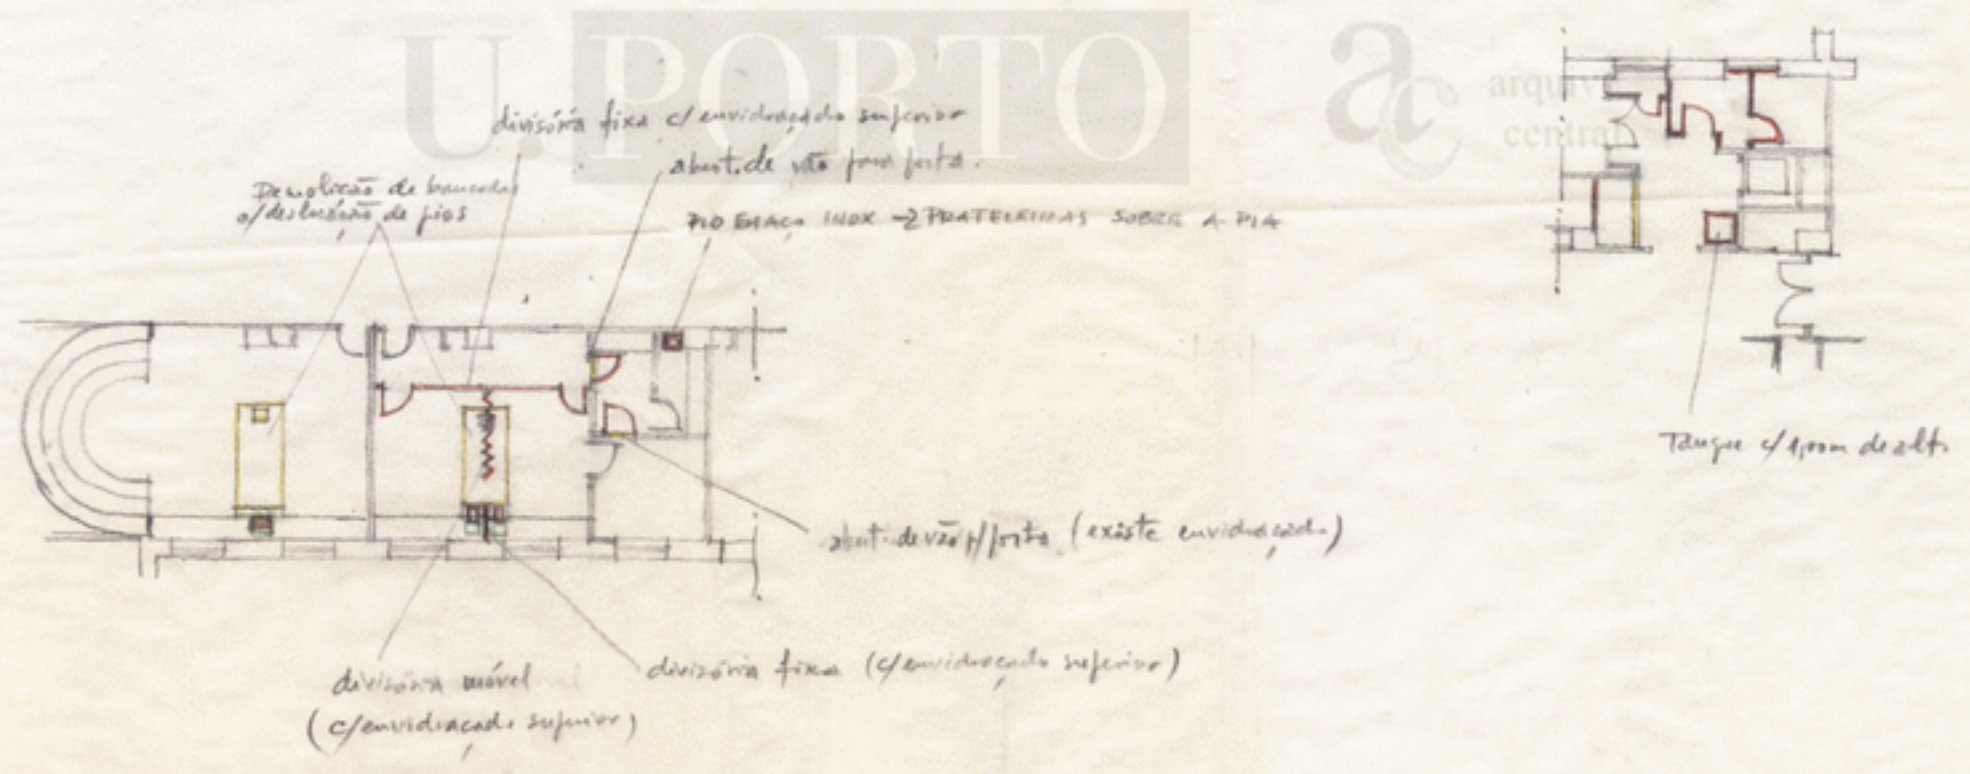 U. PORTO
ac
arquivo
central
divisória fixa c/ envidraçado superior
abert. de vão para porta.
Demolição de bancadas
c/deslocação de pios
PIO EM AÇO INOX - 2 PRATELEIRAS SOBRE A PIA
Tanque c/ 1,00m de alt.
abert. de vão p/ porta (existe envidraçado)
divisória móvel
(c/envidraçado superior)
divisória fixa (c/envidraçado superior)